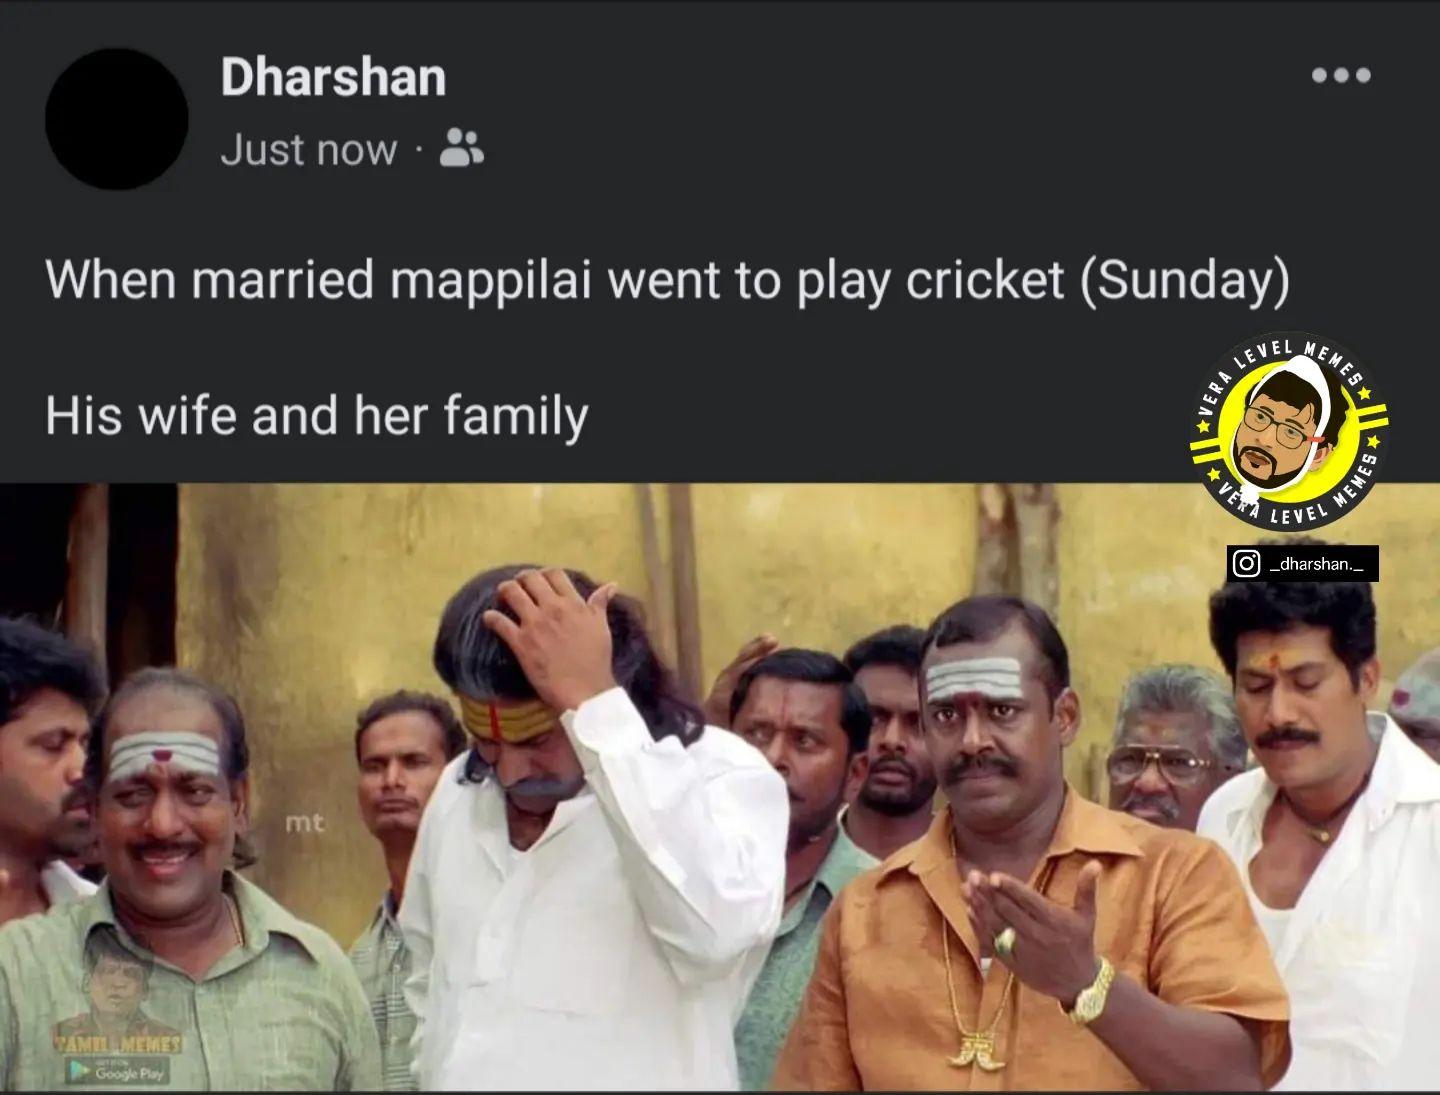 Dharshan
Just now ·
When married mappilai went to play cricket (Sunday)
His wife and her family
VERA LEVEL MEMES
VERA LEVEL MEMES
_dharshan._
mt
TAMIL MEMES
GET IT ON
Google Play